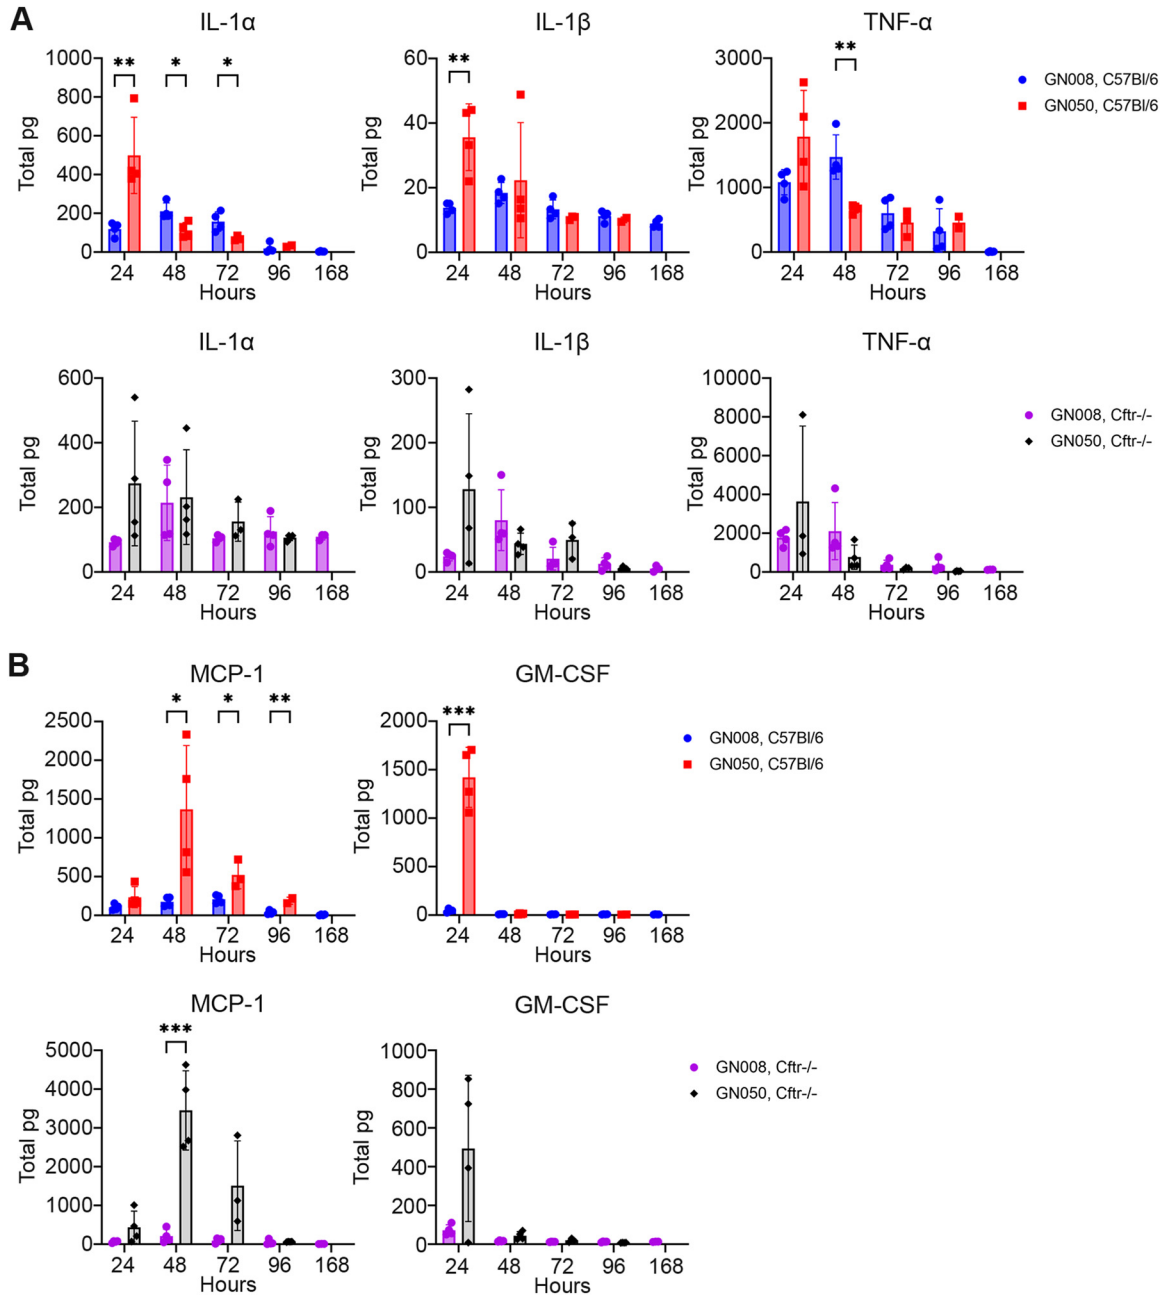 A
IL-1α
1000
800
600
400
200
0
Total pg
** * *
24 48 72 96 168
Hours
IL-1β
60
40
20
0
Total pg
**
24 48 72 96 168
Hours
TNF-α
3000
2000
1000
0
Total pg
**
24 48 72 96 168
Hours
GN008, C57Bl/6
GN050, C57Bl/6
IL-1α
600
400
200
0
Total pg
24 48 72 96 168
Hours
IL-1β
300
200
100
0
Total pg
24 48 72 96 168
Hours
TNF-α
10000
8000
6000
4000
2000
0
Total pg
24 48 72 96 168
Hours
GN008, Cftr-/-
GN050, Cftr-/-
B
MCP-1
2500
2000
1500
1000
500
0
Total pg
* * **
24 48 72 96 168
Hours
GM-CSF
2000
1500
1000
500
0
Total pg
***
24 48 72 96 168
Hours
GN008, C57Bl/6
GN050, C57Bl/6
MCP-1
5000
4000
3000
2000
1000
0
Total pg
***
24 48 72 96 168
Hours
GM-CSF
1000
800
600
400
200
0
Total pg
24 48 72 96 168
Hours
GN008, Cftr-/-
GN050, Cftr-/-